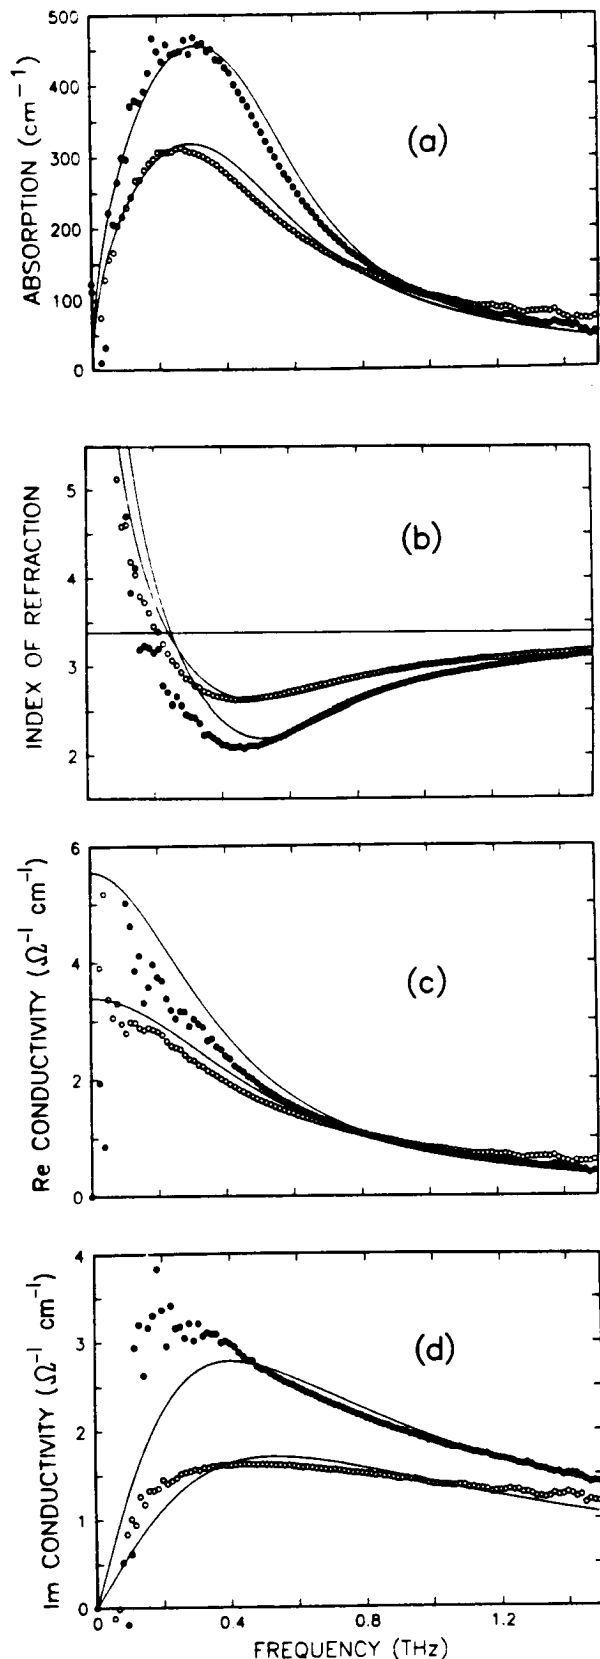 500
400
300
200
100
0
ABSORPTION (cm⁻¹)
(a)
5
4
3
2
INDEX OF REFRACTION
(b)
6
4
2
0
Re CONDUCTIVITY (Ω⁻¹ cm⁻¹)
(c)
4
3
2
1
0
Im CONDUCTIVITY (Ω⁻¹ cm⁻¹)
(d)
0 0.4 0.8 1.2
FREQUENCY (THz)